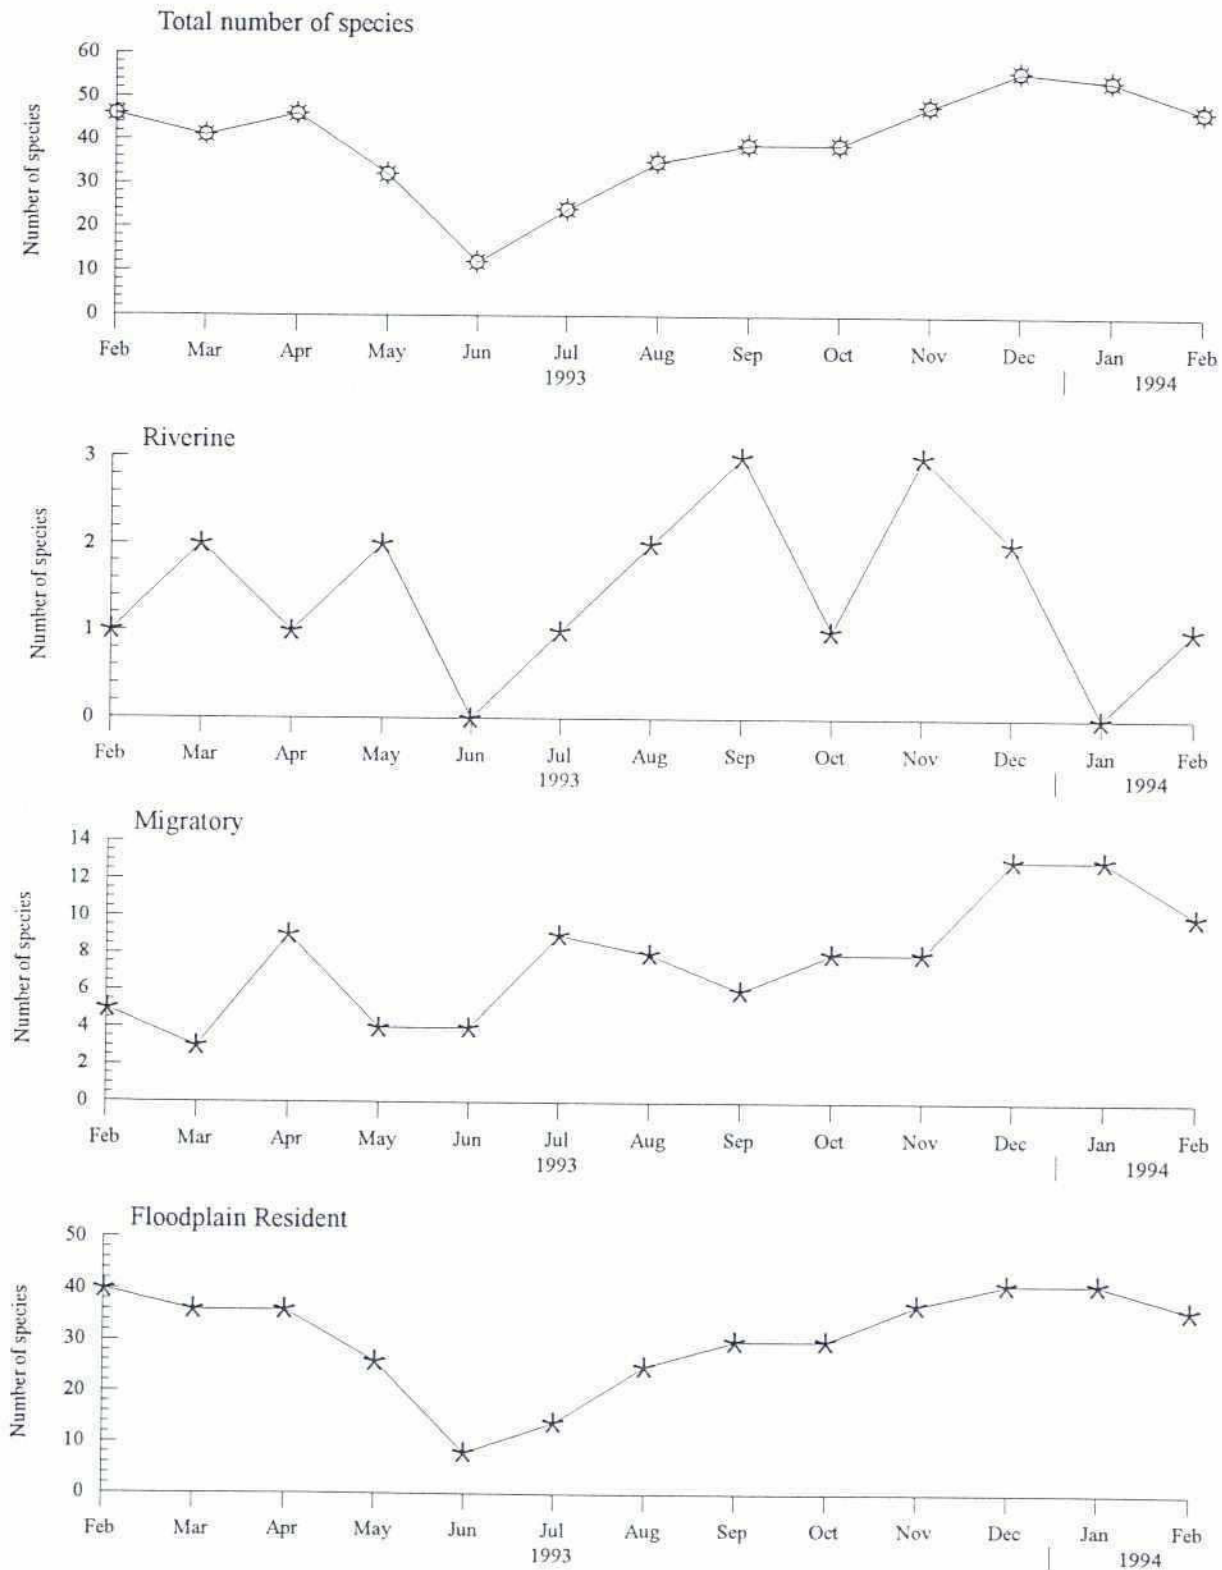 Total number of species
Number of species
60
50
40
30
20
10
0
Feb Mar Apr May Jun Jul Aug Sep Oct Nov Dec Jan Feb
1993 | 1994
Riverine
Number of species
3
2
1
0
Feb Mar Apr May Jun Jul Aug Sep Oct Nov Dec Jan Feb
1993 | 1994
Migratory
Number of species
14
12
10
8
6
4
2
0
Feb Mar Apr May Jun Jul Aug Sep Oct Nov Dec Jan Feb
1993 | 1994
Floodplain Resident
Number of species
50
40
30
20
10
0
Feb Mar Apr May Jun Jul Aug Sep Oct Nov Dec Jan Feb
1993 | 1994